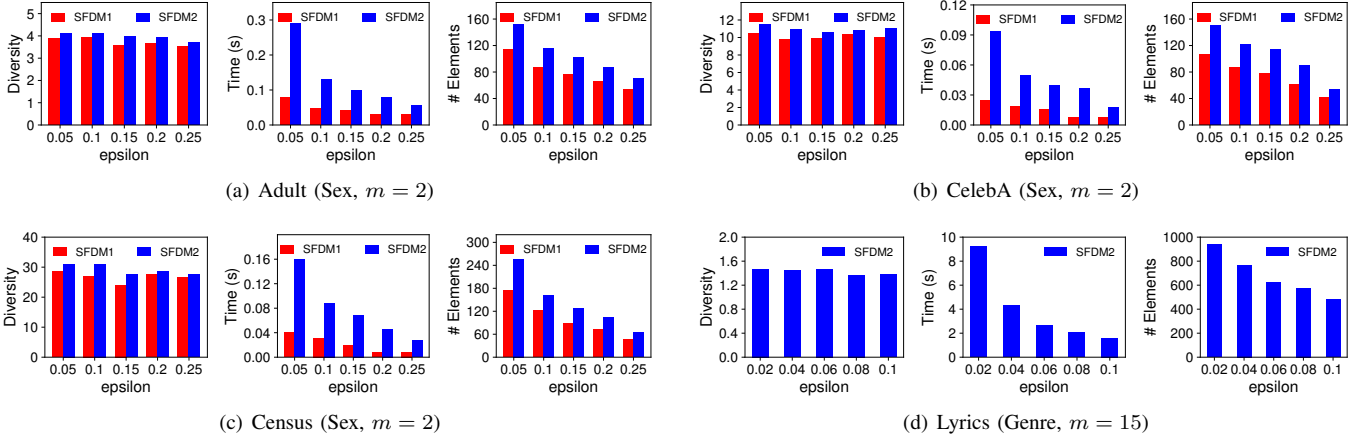 SFDM1 SFDM2
Diversity
5
4
3
2
1
0
0.05 0.1 0.15 0.2 0.25
epsilon
SFDM1 SFDM2
Time (s)
0.3
0.2
0.1
0.0
0.05 0.1 0.15 0.2 0.25
epsilon
SFDM1 SFDM2
# Elements
160
120
80
40
0
0.05 0.1 0.15 0.2 0.25
epsilon
(a) Adult (Sex, m = 2)
SFDM1 SFDM2
Diversity
12
10
8
6
4
2
0
0.05 0.1 0.15 0.2 0.25
epsilon
SFDM1 SFDM2
Time (s)
0.12
0.09
0.06
0.03
0.00
0.05 0.1 0.15 0.2 0.25
epsilon
SFDM1 SFDM2
# Elements
160
120
80
40
0
0.05 0.1 0.15 0.2 0.25
epsilon
(b) CelebA (Sex, m = 2)
SFDM1 SFDM2
Diversity
40
30
20
10
0
0.05 0.1 0.15 0.2 0.25
epsilon
SFDM1 SFDM2
Time (s)
0.16
0.12
0.08
0.04
0.00
0.05 0.1 0.15 0.2 0.25
epsilon
SFDM1 SFDM2
# Elements
300
240
180
120
60
0
0.05 0.1 0.15 0.2 0.25
epsilon
(c) Census (Sex, m = 2)
SFDM2
Diversity
2.0
1.6
1.2
0.8
0.4
0.0
0.02 0.04 0.06 0.08 0.1
epsilon
SFDM2
Time (s)
10
8
6
4
2
0
0.02 0.04 0.06 0.08 0.1
epsilon
SFDM2
# Elements
1000
800
600
400
200
0
0.02 0.04 0.06 0.08 0.1
epsilon
(d) Lyrics (Genre, m = 15)